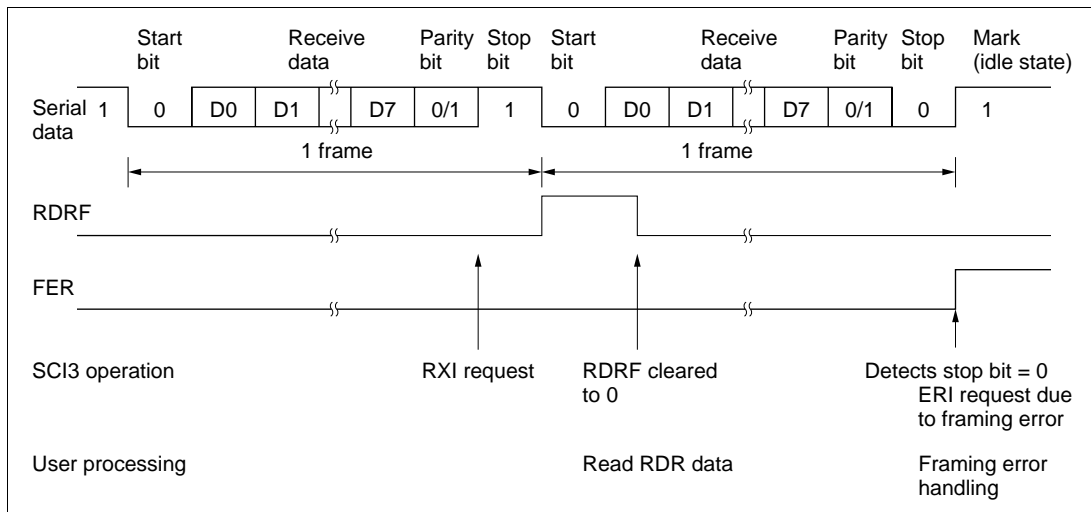 Start bit Receive data Parity bit Stop bit Start bit Receive data Parity bit Stop bit Mark (idle state)
Serial data 1 0 D0 D1 D7 0/1 1 0 D0 D1 D7 0/1 0 1
1 frame 1 frame
RDRF
FER
SCI3 operation RXI request RDRF cleared to 0 Detects stop bit = 0 ERI request due to framing error
User processing Read RDR data Framing error handling